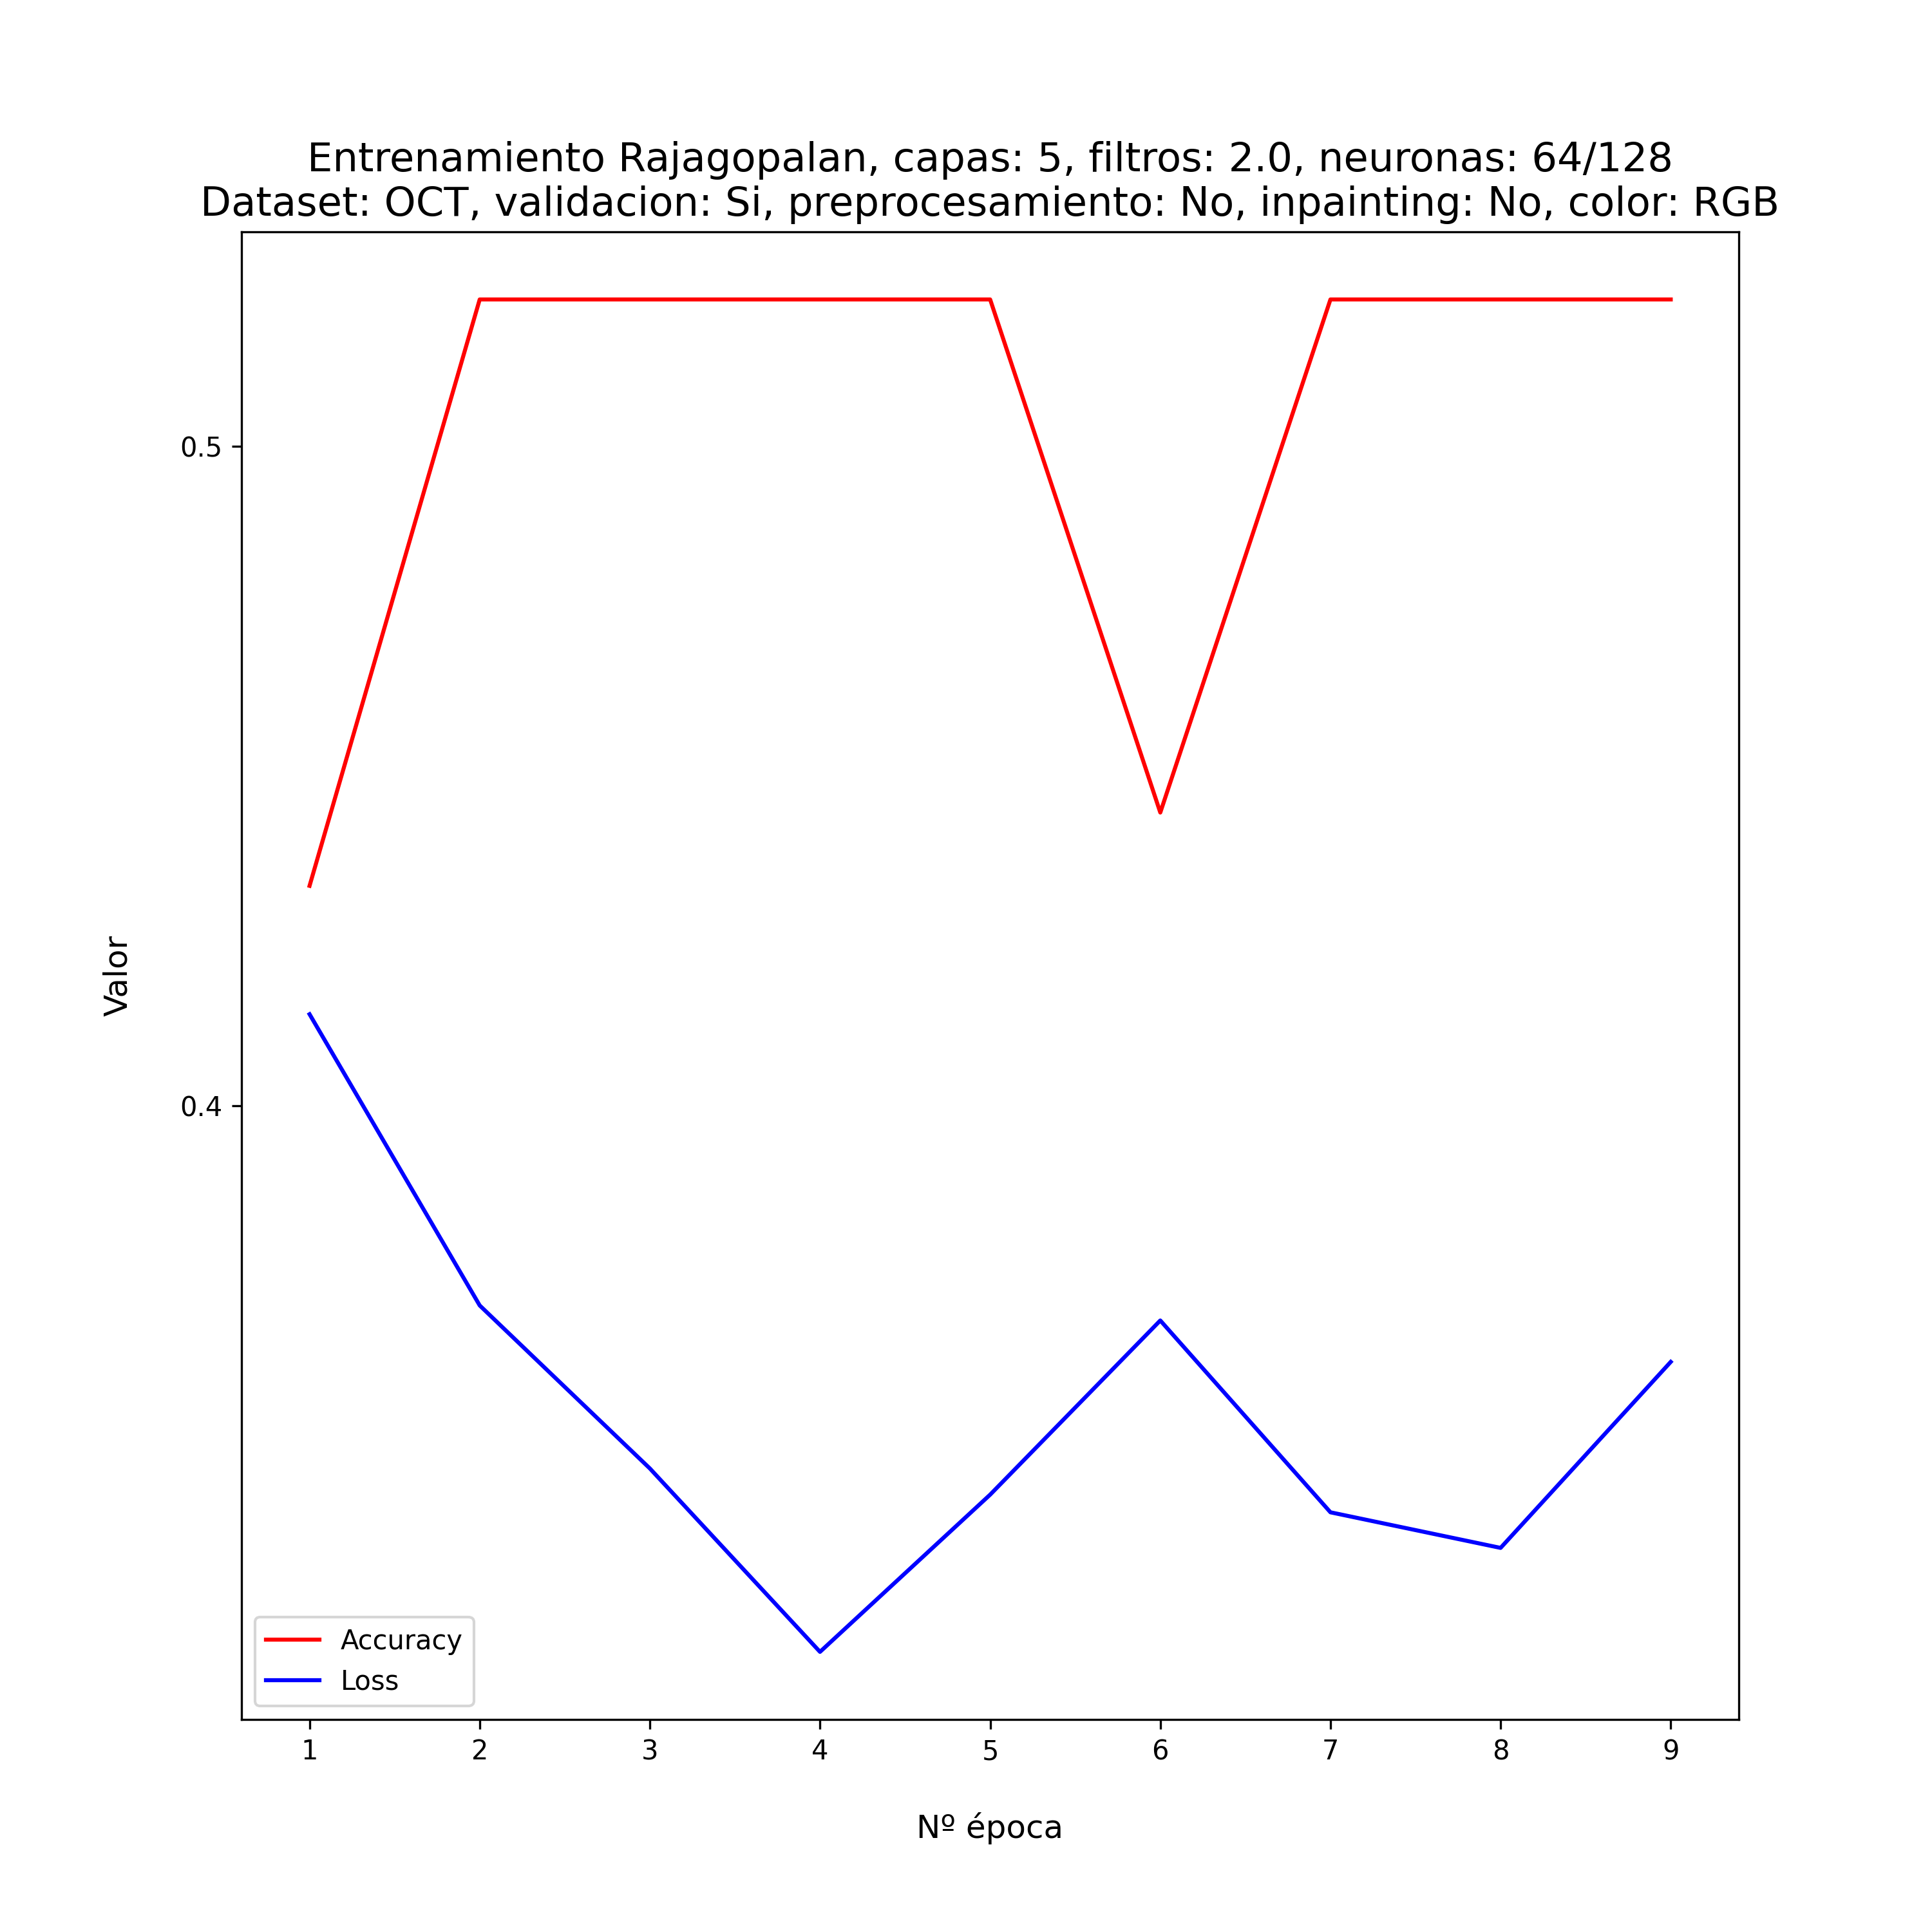 Entrenamiento Rajagopalan, capas: 5, filtros: 2.0, neuronas: 64/128
Dataset: OCT, validacion: Si, preprocesamiento: No, inpainting: No, color: RGB
0.5
0.4
Valor
Accuracy
Loss
1 2 3 4 5 6 7 8 9
Nº época